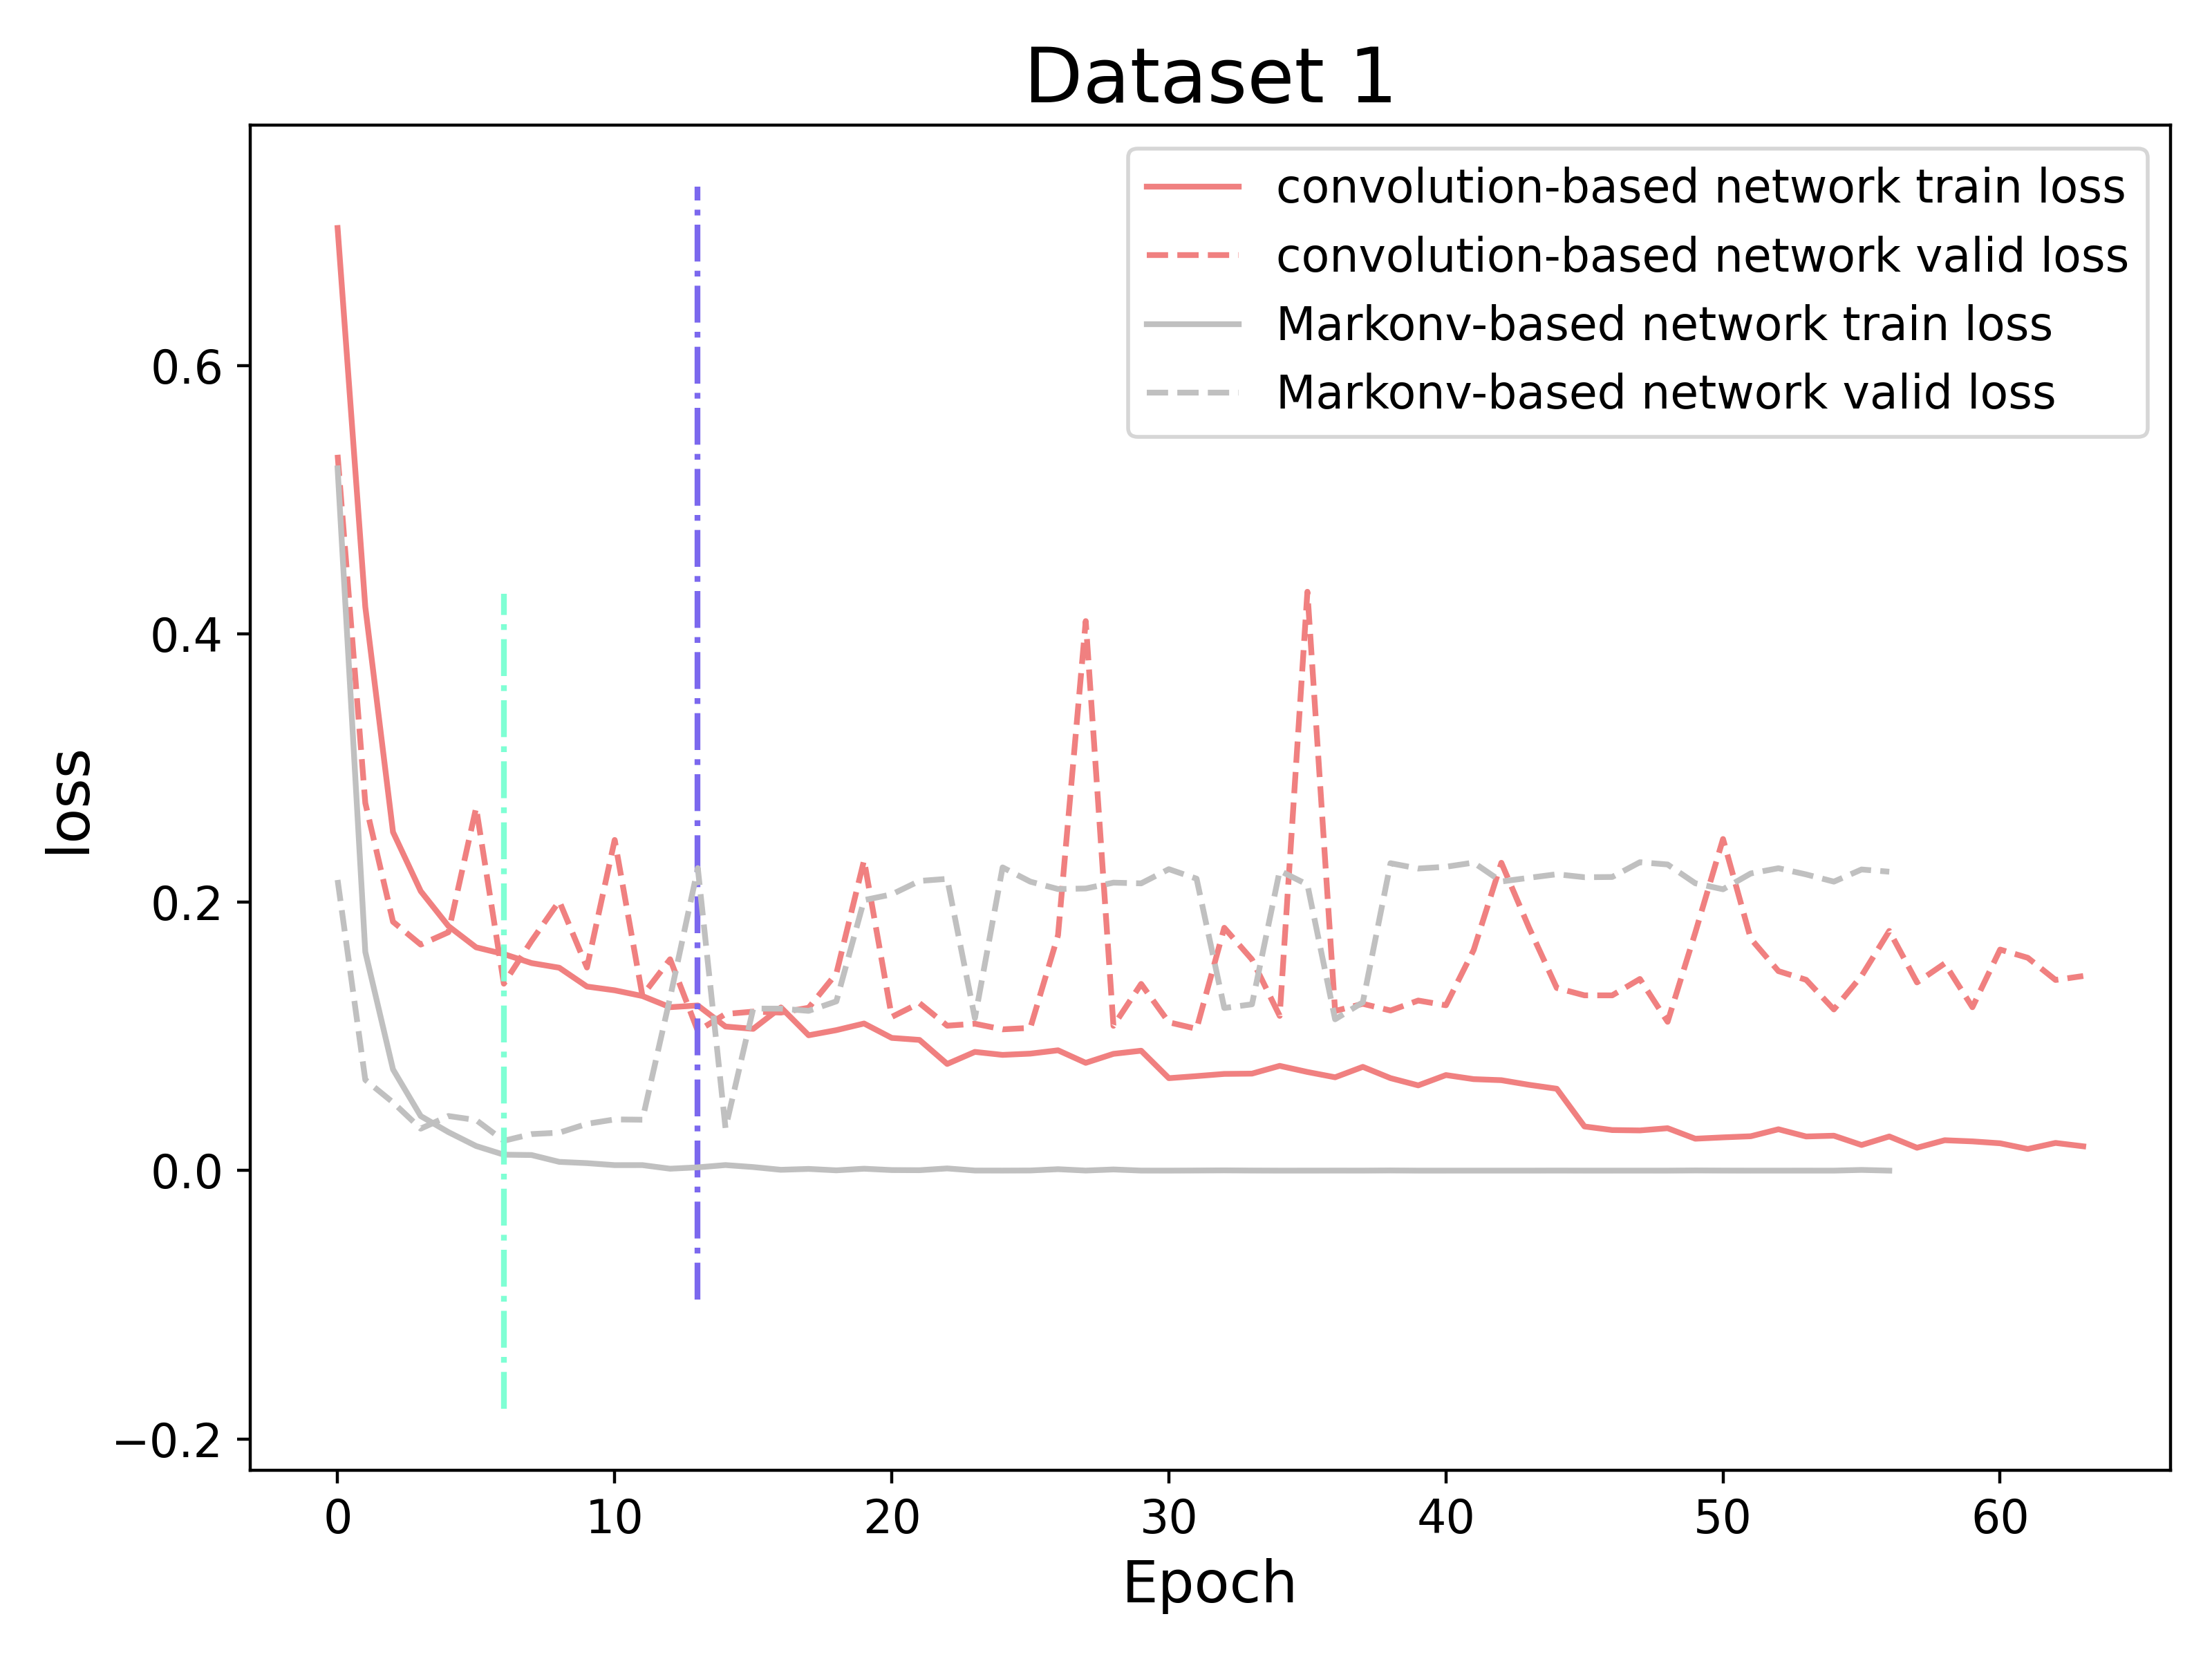 Dataset 1
convolution-based network train loss
convolution-based network valid loss
Markonv-based network train loss
Markonv-based network valid loss
loss
0.6
0.4
0.2
0.0
−0.2
0 10 20 30 40 50 60
Epoch